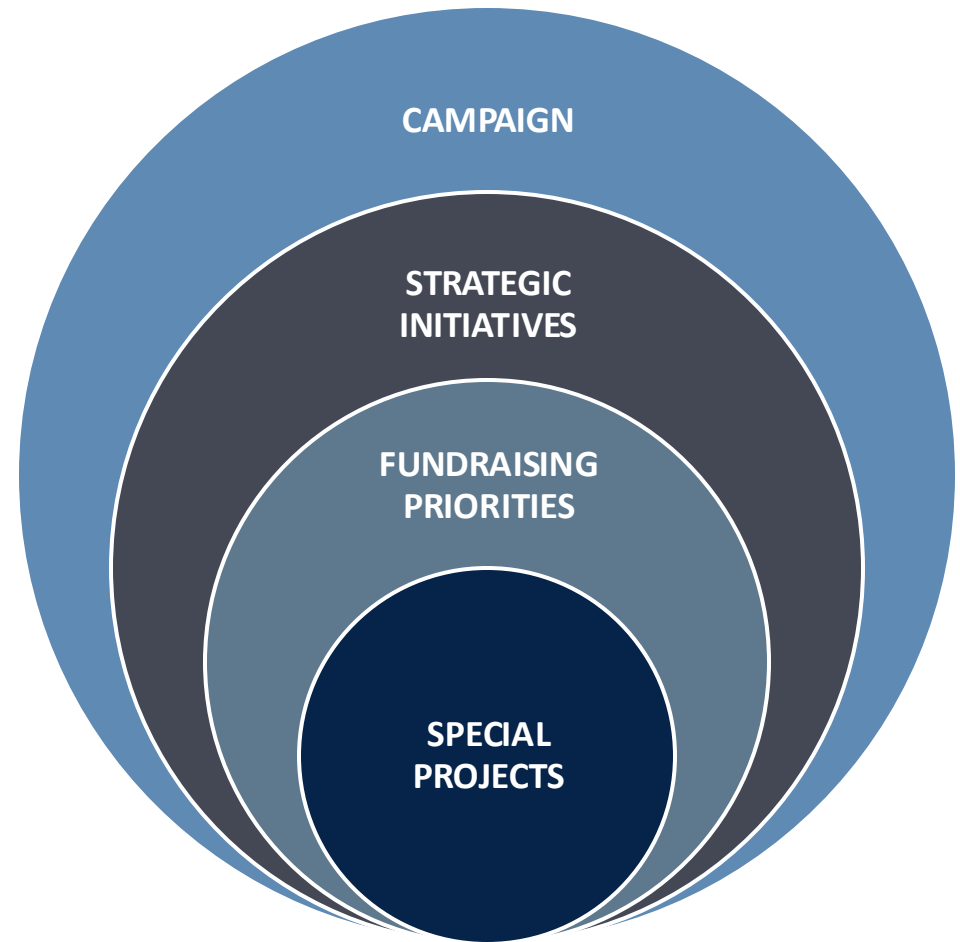 CAMPAIGN
STRATEGIC
INITIATIVES
FUNDRAISING
PRIORITIES
SPECIAL
PROJECTS